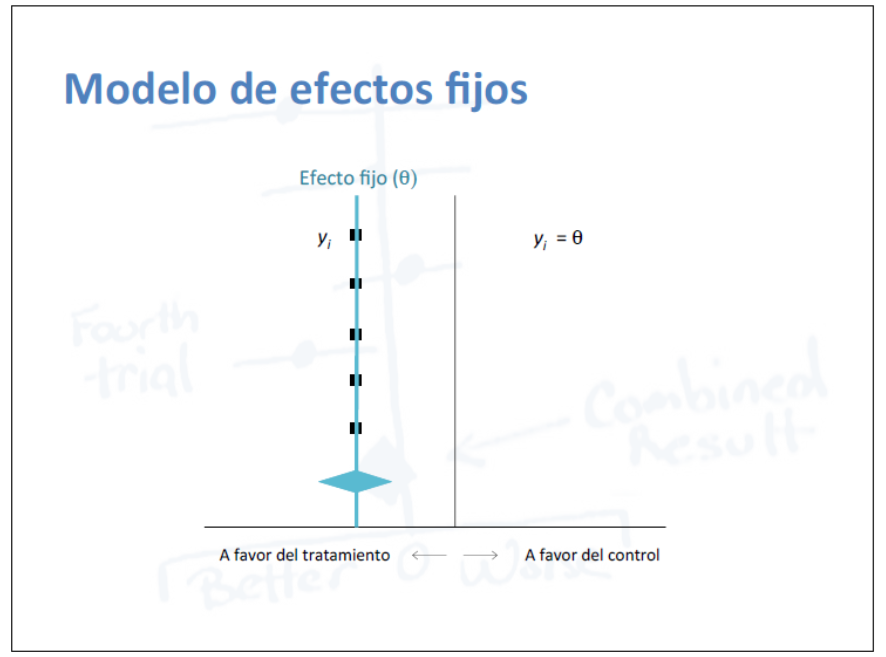 Modelo de efectos fijos
Efecto fijo (θ)
yᵢ
yᵢ = θ
Fourth
trial
Combined
Result
A favor del tratamiento ← → A favor del control
Better 0 Worse